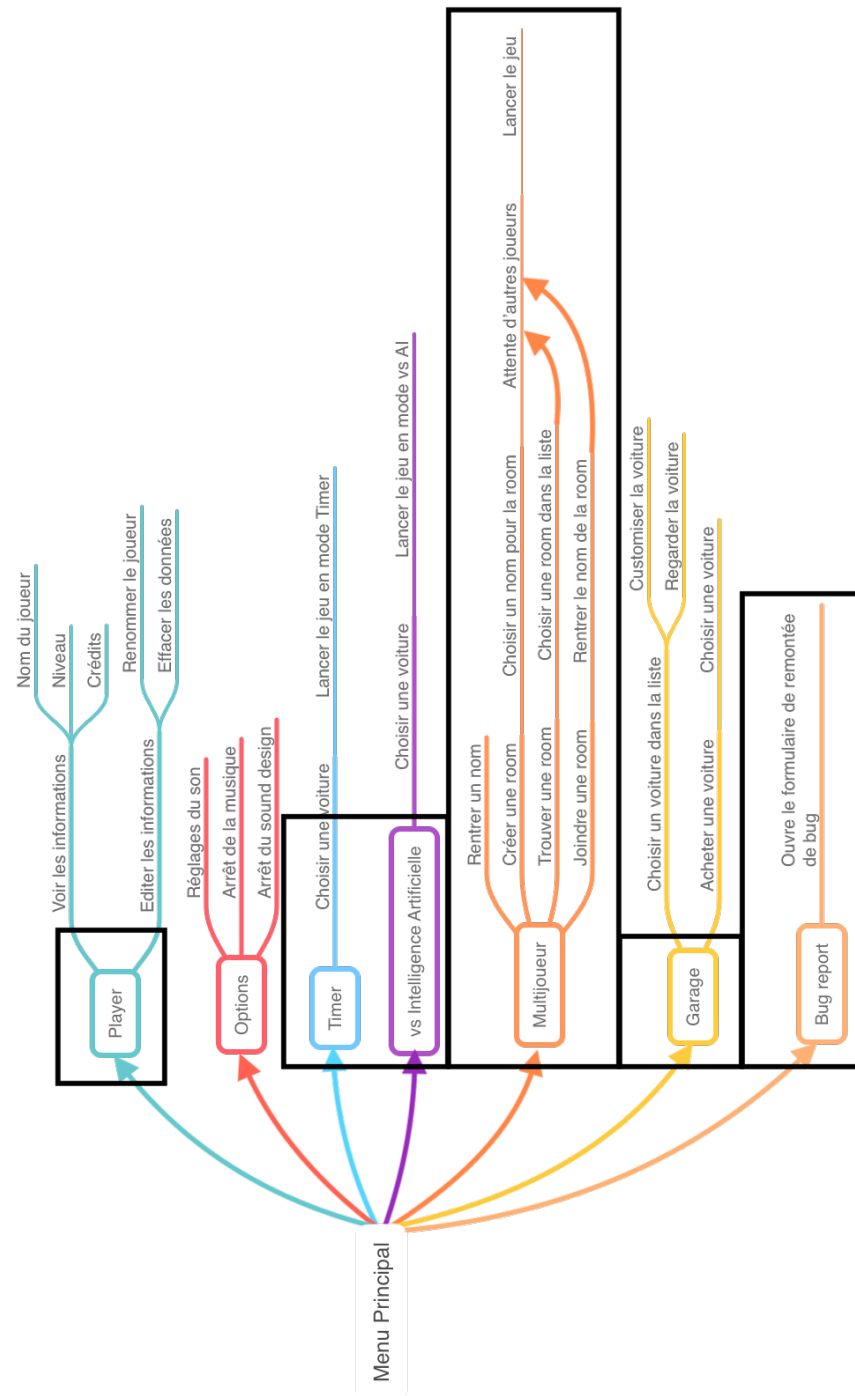 Menu Principal
Player
Voir les informations
Nom du joueur
Niveau
Crédits
Editer les informations
Renommer le joueur
Effacer les données
Options
Réglages du son
Arrêt de la musique
Arrêt du sound design
Timer
Choisir une voiture
Lancer le jeu en mode Timer
vs Intelligence Artificielle
Choisir une voiture
Lancer le jeu en mode vs AI
Multijoueur
Rentrer un nom
Créer une room
Choisir un nom pour la room
Attente d'autres joueurs
Lancer le jeu
Trouver une room
Choisir une room dans la liste
Joindre une room
Rentrer le nom de la room
Garage
Choisir un voiture dans la liste
Customiser la voiture
Regarder la voiture
Acheter une voiture
Choisir une voiture
Bug report
Ouvre le formulaire de remontée
de bug